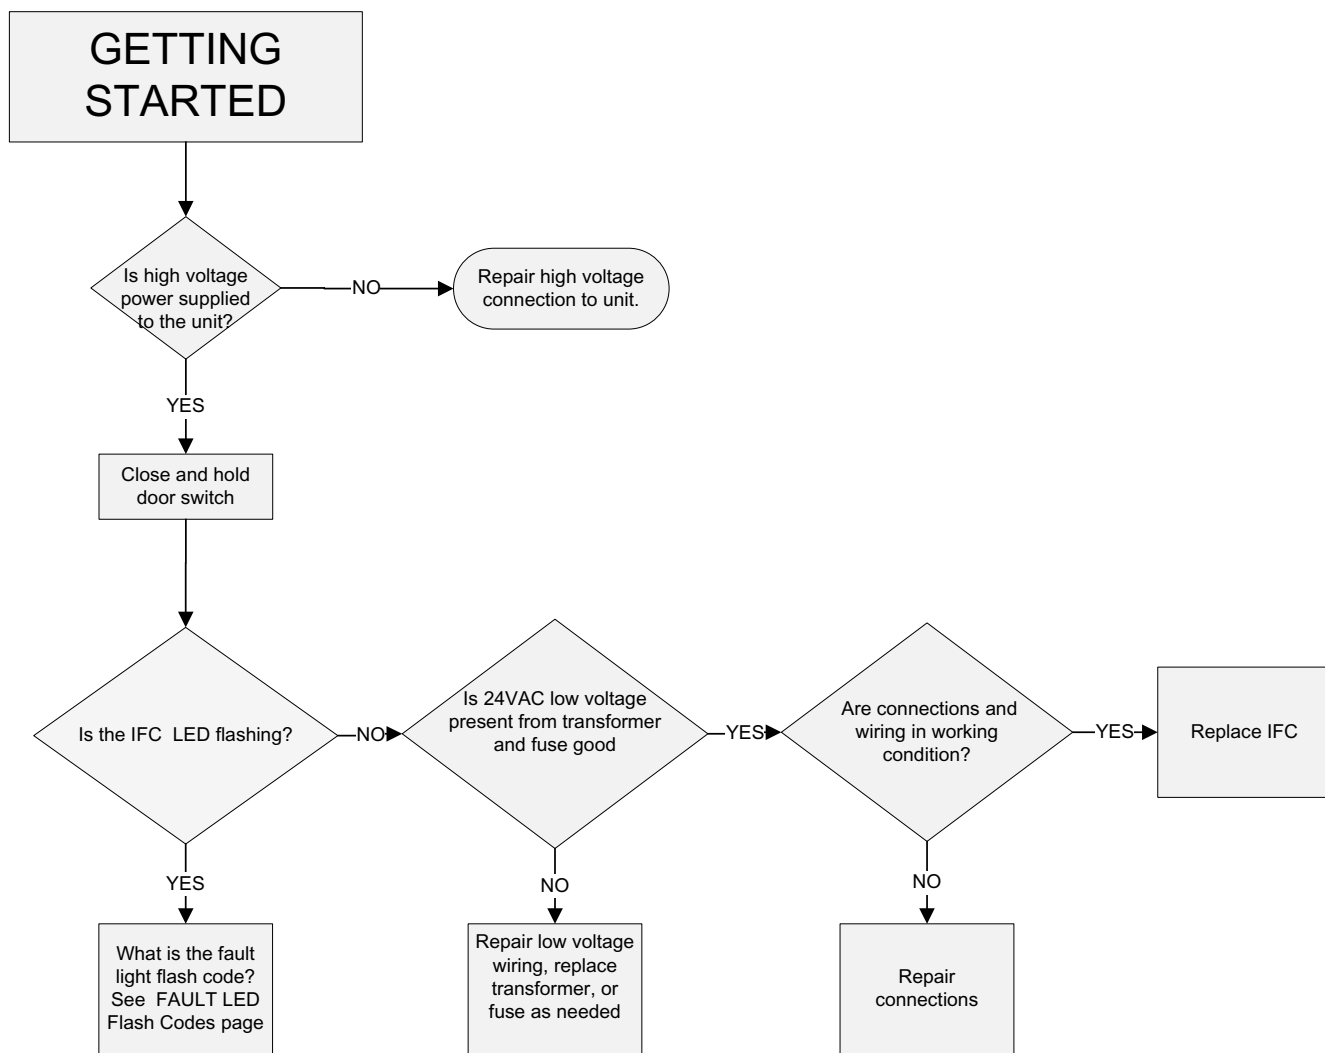 GETTING
STARTED
Is high voltage
power supplied
to the unit?
NO
Repair high voltage
connection to unit.
YES
Close and hold
door switch
Is the IFC  LED flashing?
NO
Is 24VAC low voltage
present from transformer
and fuse good
YES
Are connections and
wiring in working
condition?
YES
Replace IFC
YES
What is the fault
light flash code?
See  FAULT LED
Flash Codes page
NO
Repair low voltage
wiring, replace
transformer, or
fuse as needed
NO
Repair
connections